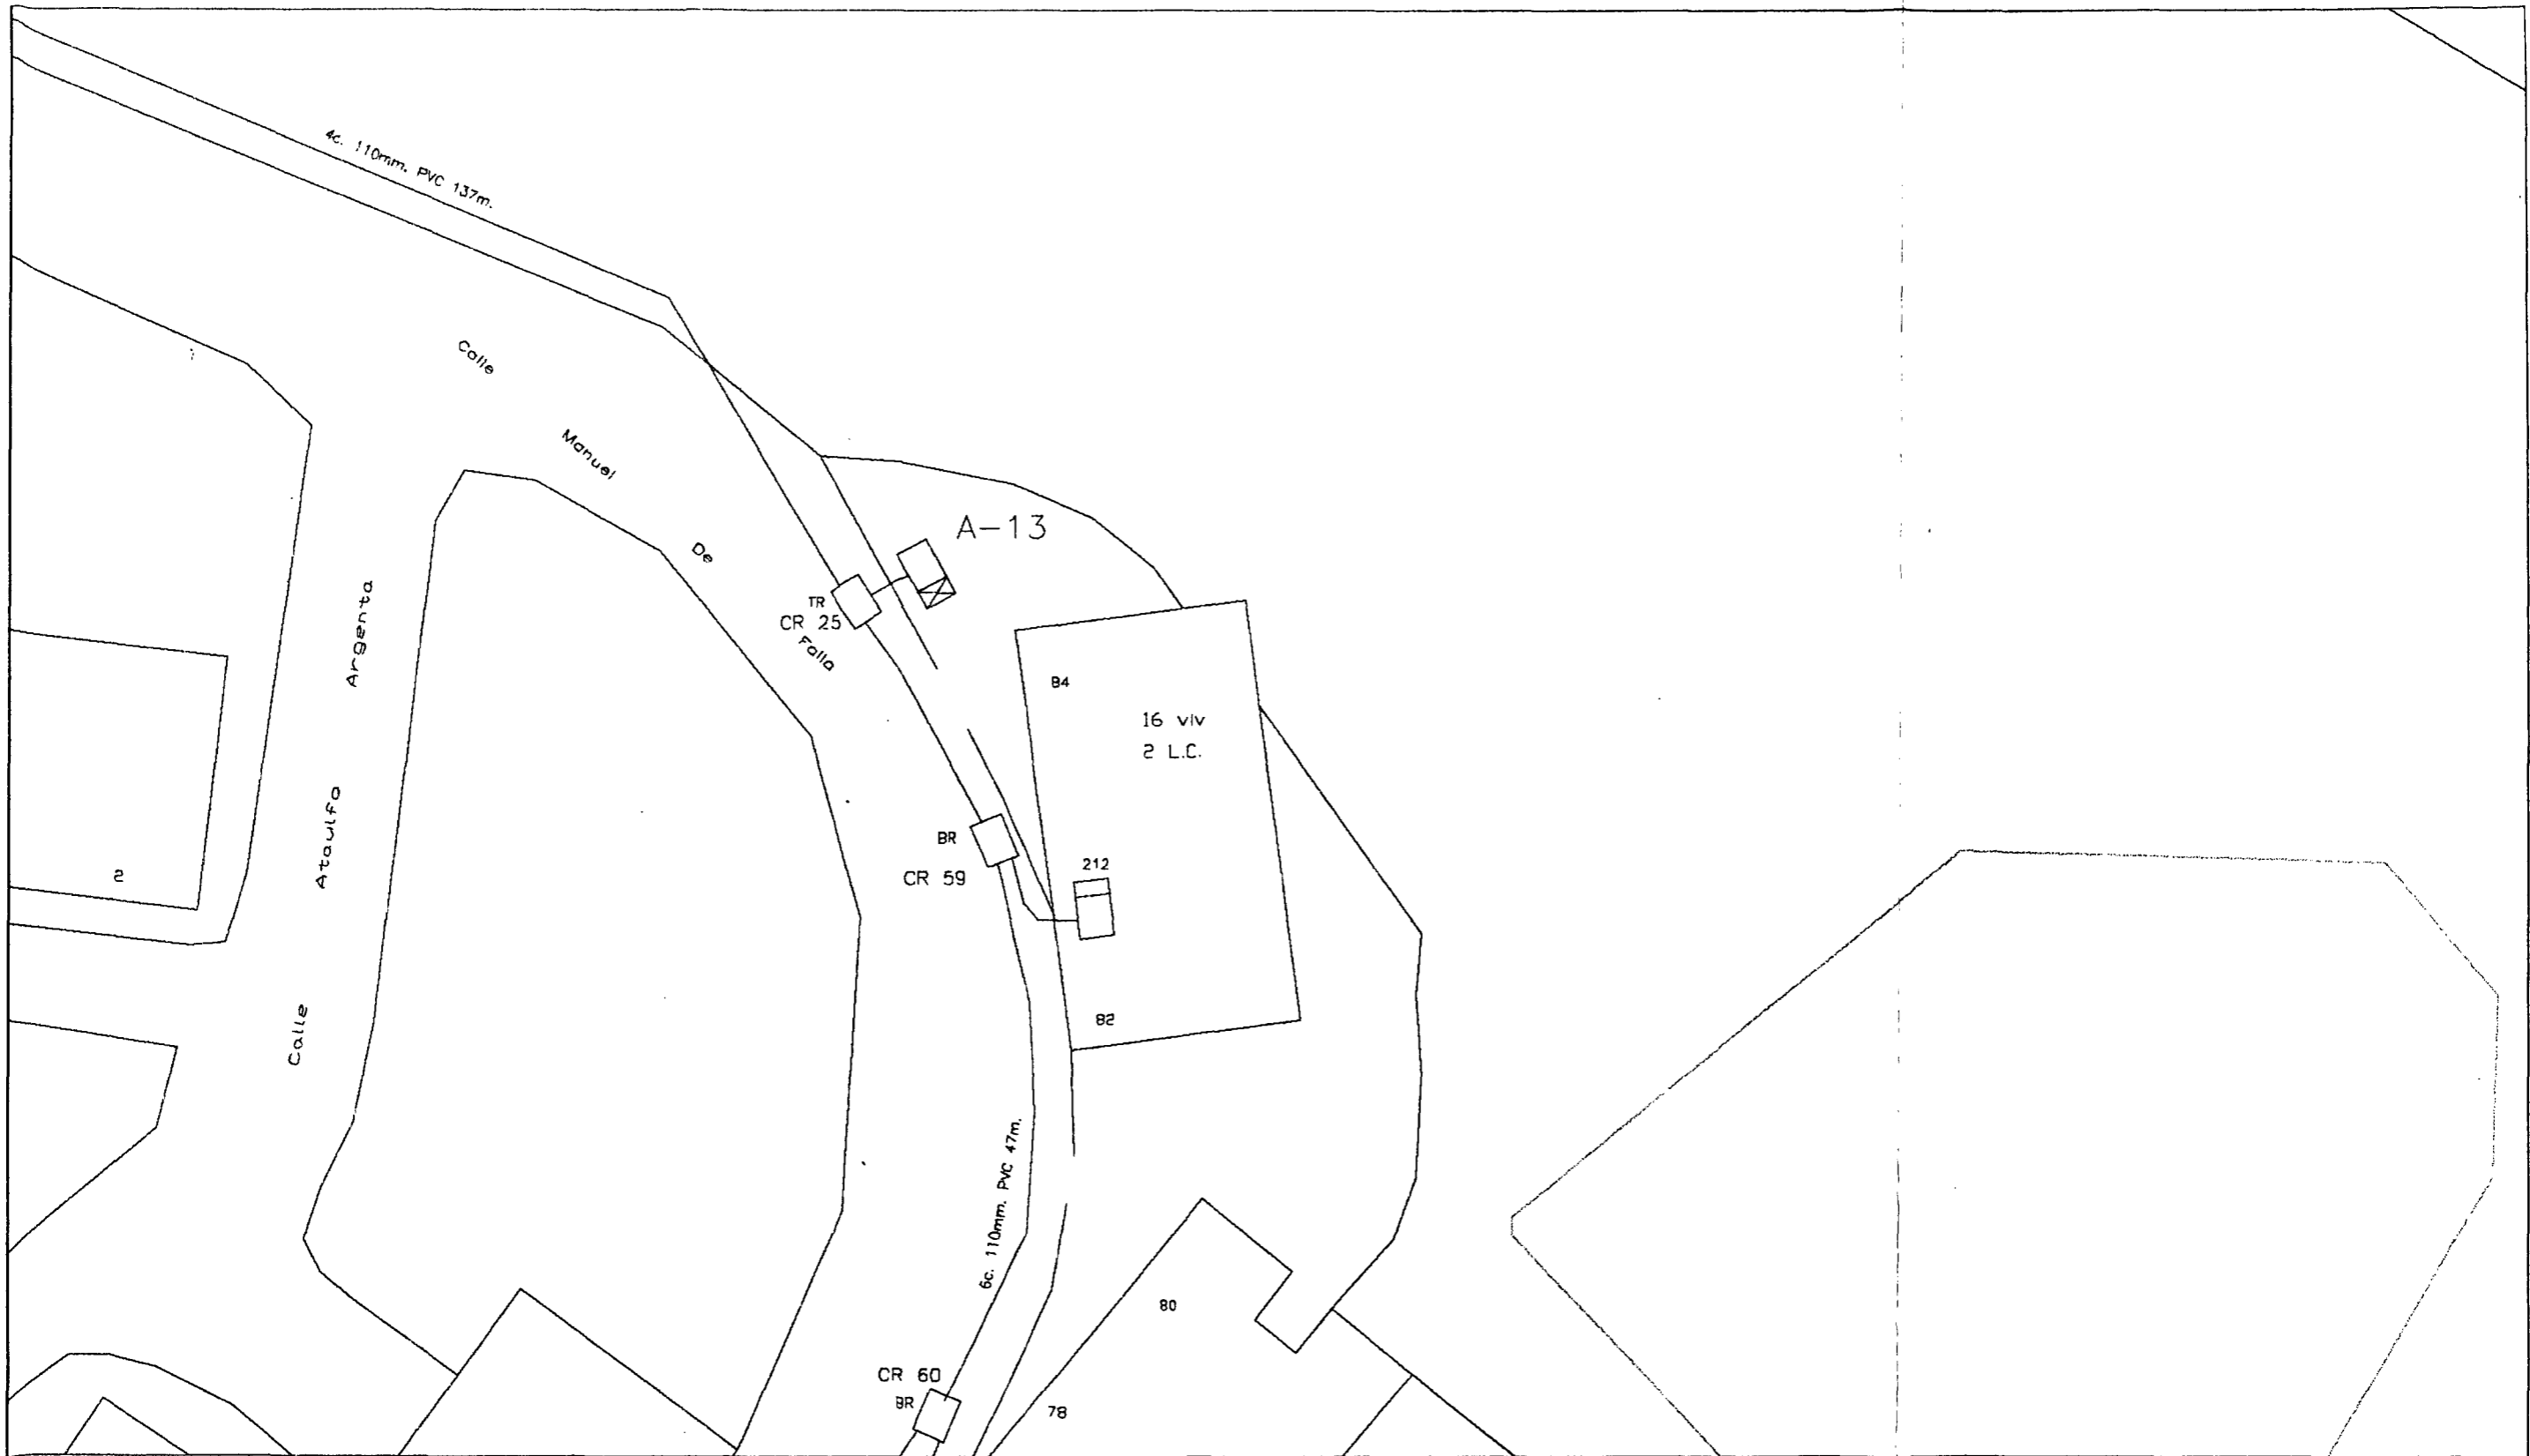 4c. 110mm. PVC 137m.
Calle
Manuel
De
Falla
A-13
TR
CR 25
Argenta
Ataulfo
Calle
84
16 viv
2 L.C.
BR
CR 59
212
2
82
6c. 110mm. PVC 47m.
80
CR 60
BR
78